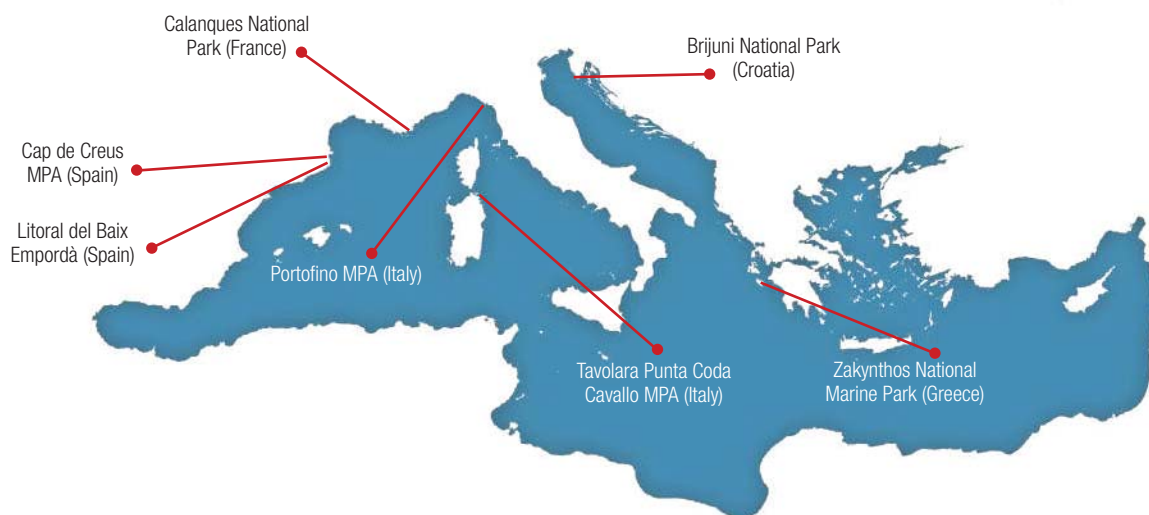 Calanques National
Park (France)
Brijuni National Park
(Croatia)
Cap de Creus
MPA (Spain)
Litoral del Baix
Empordà (Spain)
Portofino MPA (Italy)
Tavolara Punta Coda
Cavallo MPA (Italy)
Zakynthos National
Marine Park (Greece)